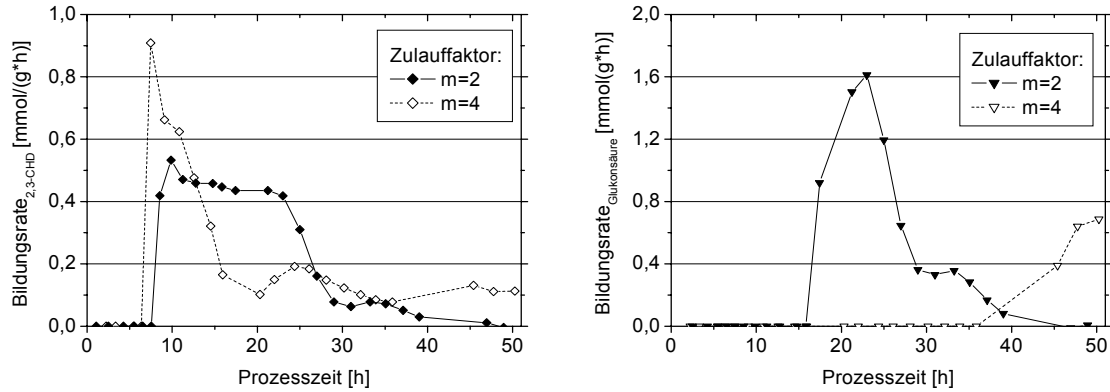 1,0
0,8
0,6
0,4
0,2
0,0
0
10
20
30
40
50
Bildungsrate2,3-CHD [mmol/(g*h)]
Prozesszeit [h]
Zulauffaktor:
m=2
m=4
2,0
1,6
1,2
0,8
0,4
0,0
0
10
20
30
40
50
BildungsrateGlukonsäure [mmol(g*h)]
Prozesszeit [h]
Zulauffaktor:
m=2
m=4